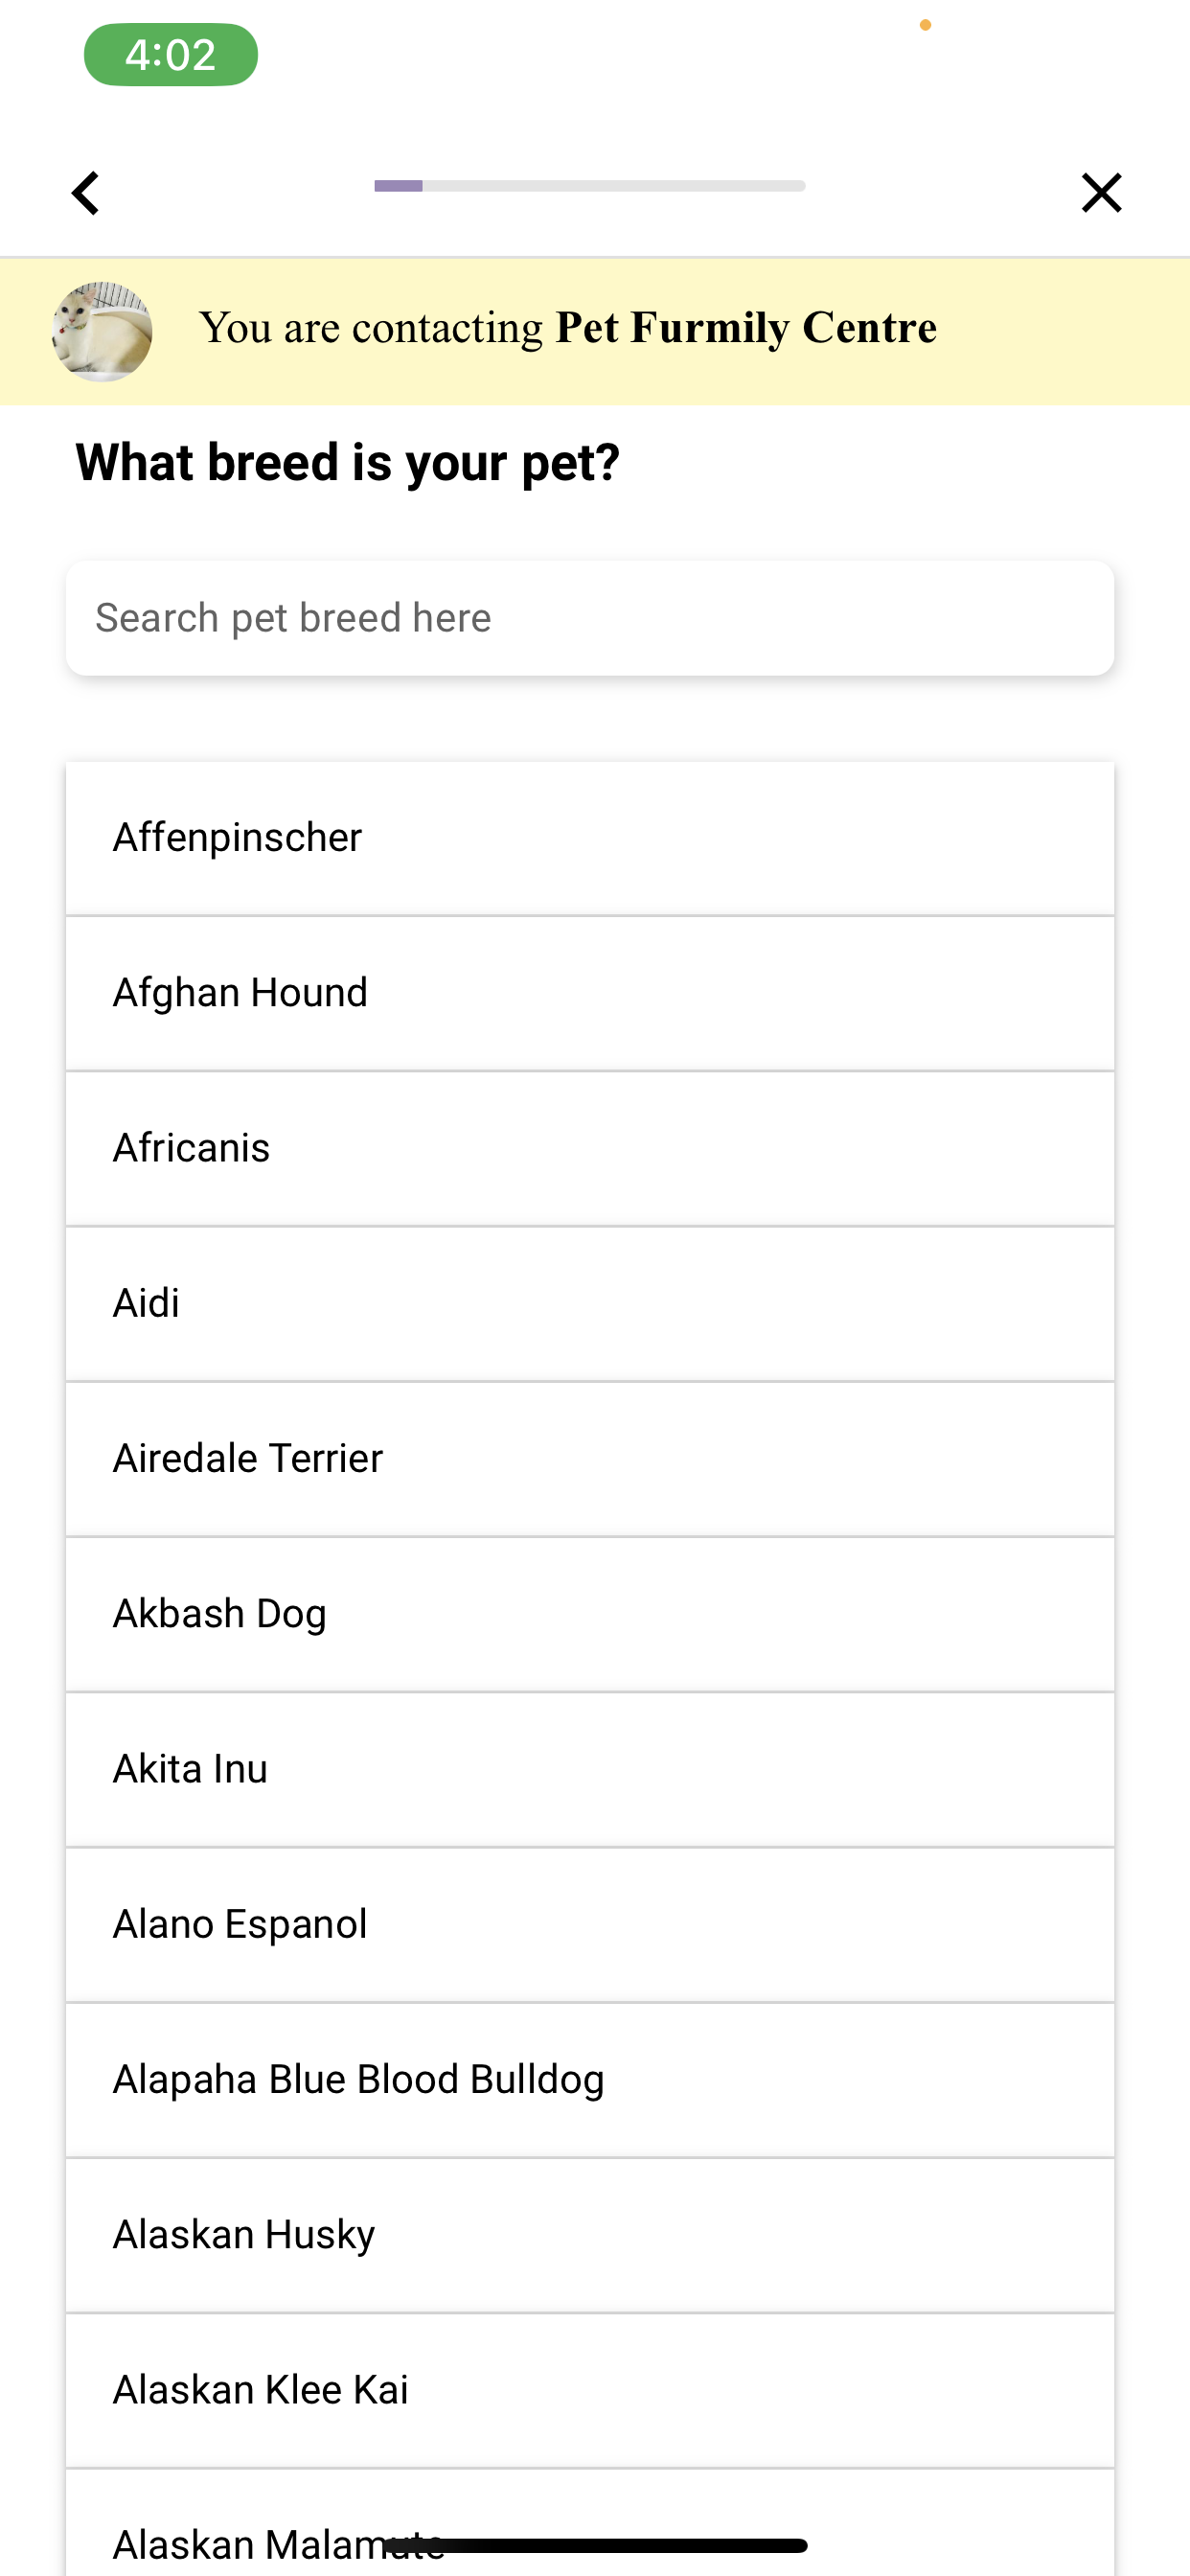 4:02
You are contacting Pet Furmily Centre
What breed is your pet?
Search pet breed here
Affenpinscher
Afghan Hound
Africanis
Aidi
Airedale Terrier
Akbash Dog
Akita Inu
Alano Espanol
Alapaha Blue Blood Bulldog
Alaskan Husky
Alaskan Klee Kai
Alaskan Malamute